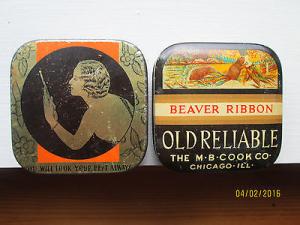 YOU WILL LOOK YOUR BEST ALWAYS
BEAVER RIBBON
OLD RELIABLE
THE M·B·COOK CO·
CHICAGO·ILL·
04/02/2016